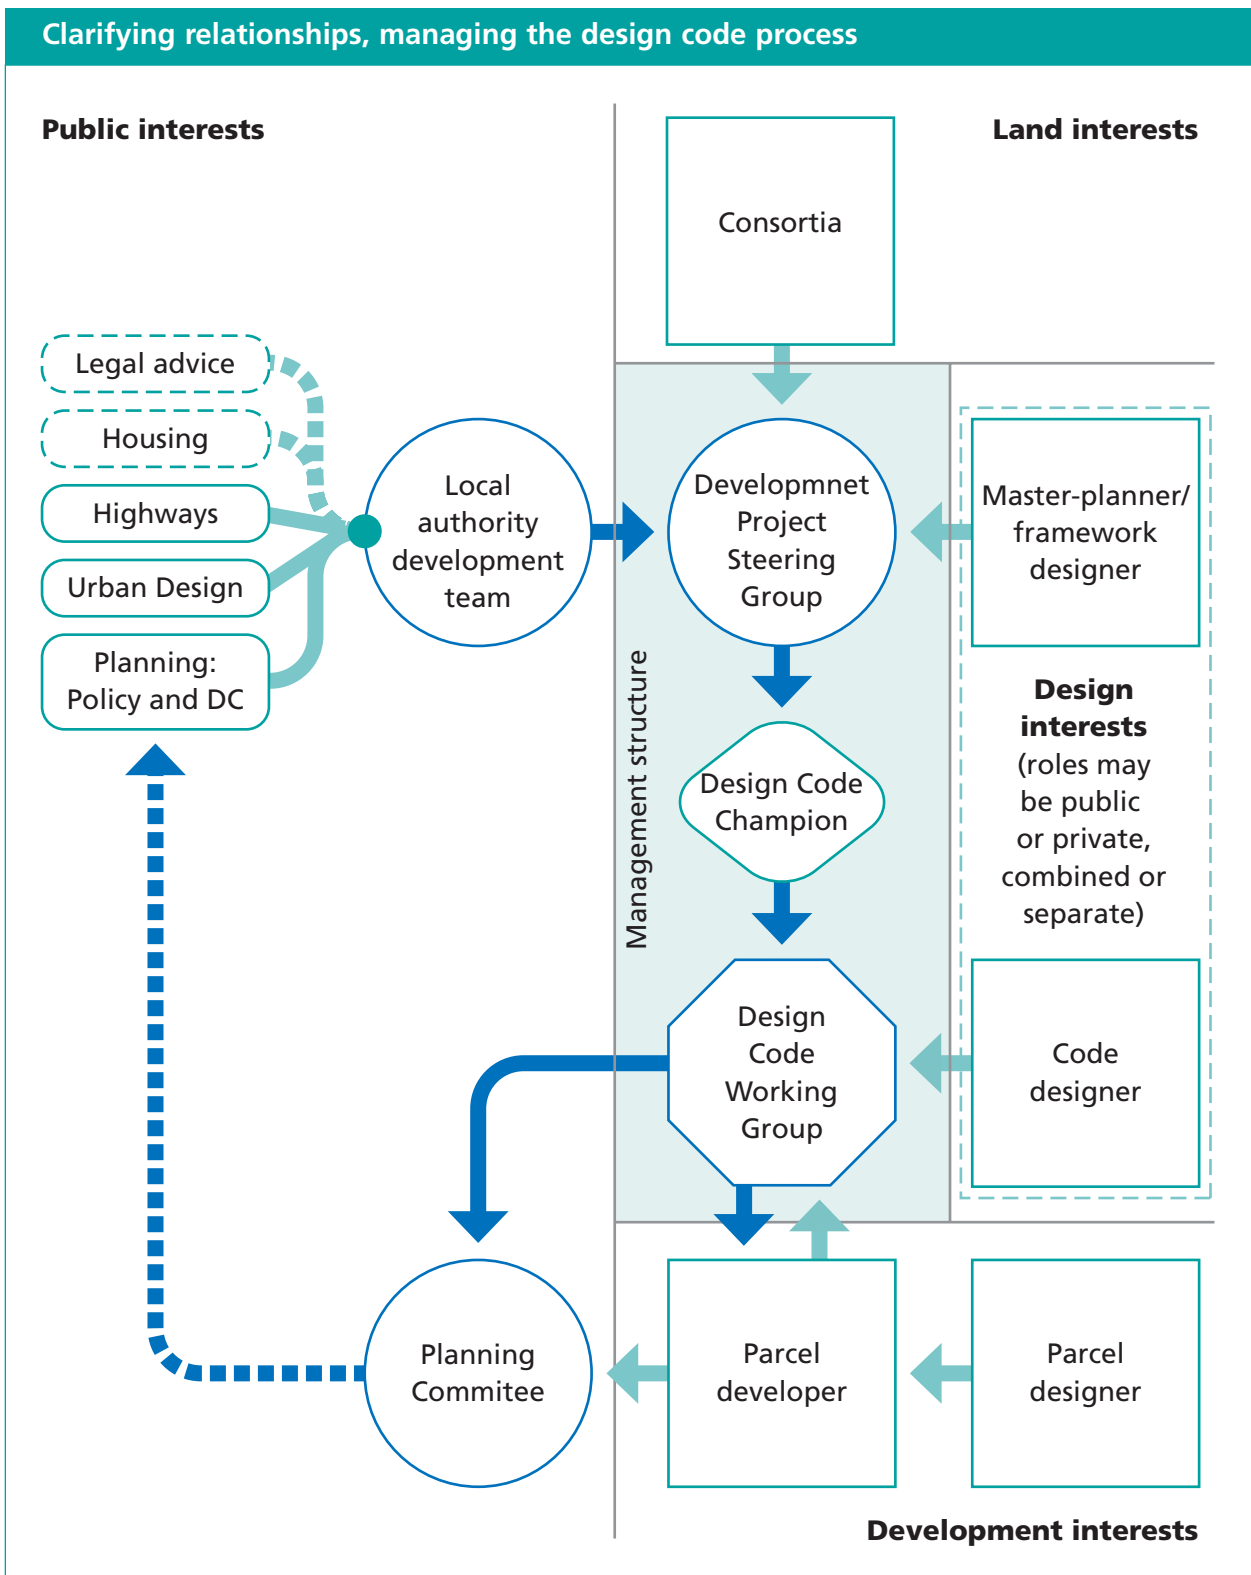 Clarifying relationships, managing the design code process
Public interests
Land interests
Consortia
Legal advice
Housing
Highways
Urban Design
Planning:
Policy and DC
Local
authority
development
team
Developmnet
Project
Steering
Group
Master-planner/
framework
designer
Management structure
Design Code
Champion
Design
interests
(roles may
be public
or private,
combined or
separate)
Design
Code
Working
Group
Code
designer
Planning
Commitee
Parcel
developer
Parcel
designer
Development interests